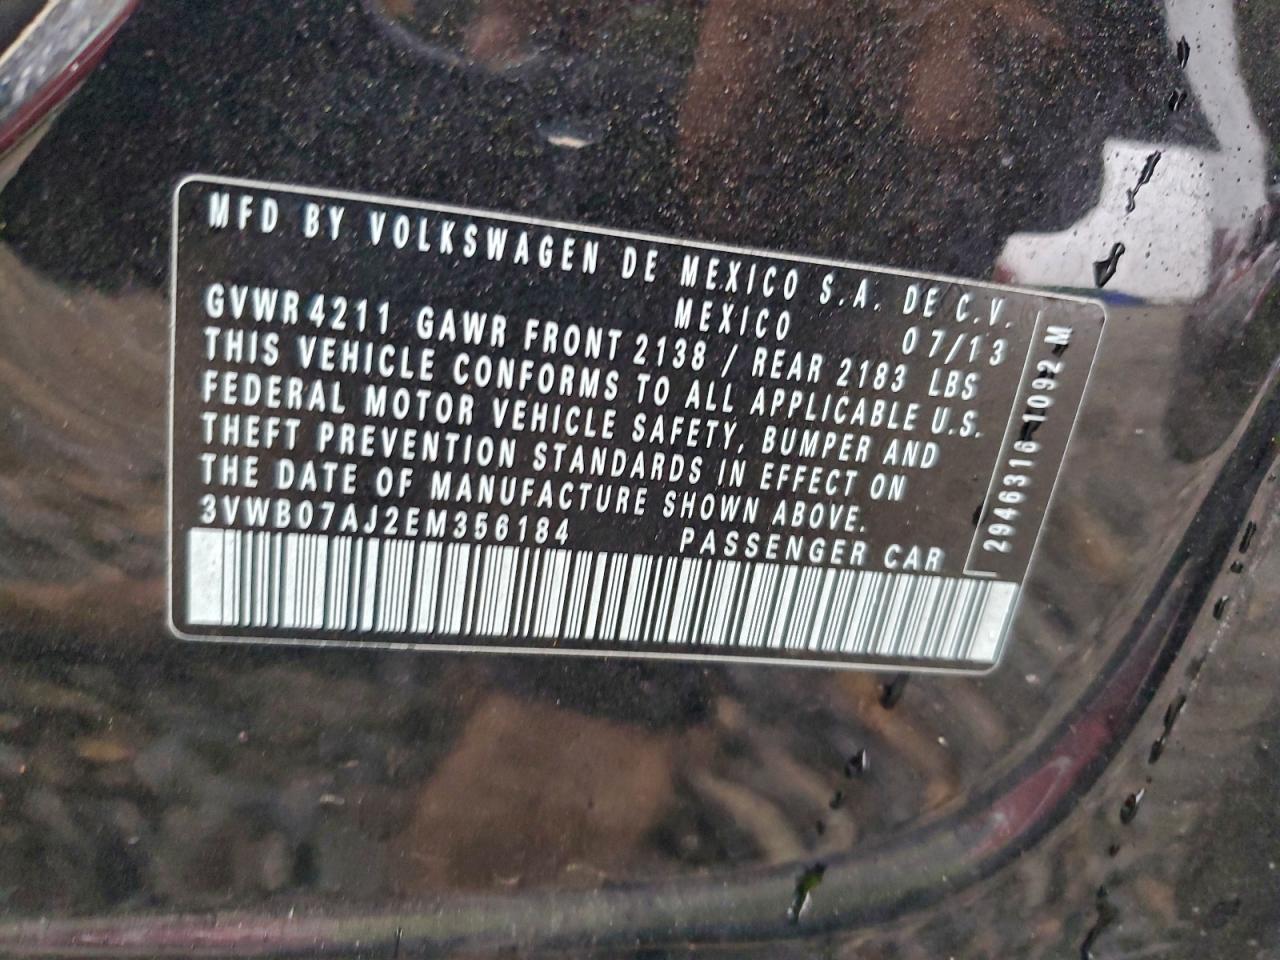 MFD BY VOLKSWAGEN DE MEXICO S.A. DE C.V.
MEXICO 07/13
GVWR 4211 GAWR FRONT 2138 / REAR 2183 LBS
THIS VEHICLE CONFORMS TO ALL APPLICABLE U.S.
FEDERAL MOTOR VEHICLE SAFETY, BUMPER AND
THEFT PREVENTION STANDARDS IN EFFECT ON
THE DATE OF MANUFACTURE SHOWN ABOVE.
3VWB07AJ2EM356184 PASSENGER CAR
2946316 1092 M